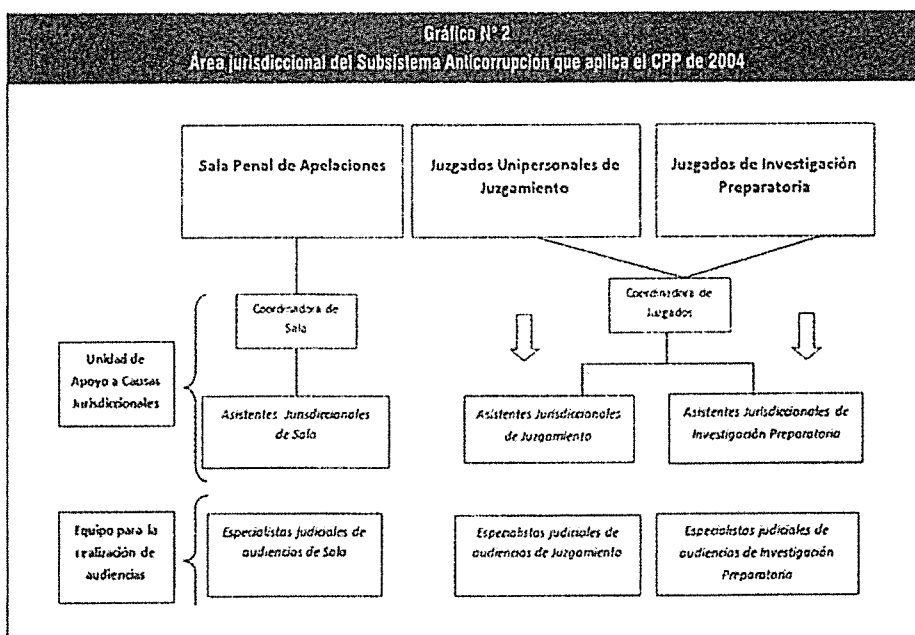 Gráfico N° 2
Área jurisdiccional del Subsistema Anticorrupción que aplica el CPP de 2004
Sala Penal de Apelaciones
Juzgados Unipersonales de
Juzgamiento
Juzgados de Investigación
Preparatoria
Coordinadora de
Sala
Coordinadora de
Juzgados
Unidad de
Apoyo a Causas
Jurisdiccionales
Asistentes Jurisdiccionales
de Sala
Asistentes Jurisdiccionales
de Juzgamiento
Asistentes Jurisdiccionales de
Investigación Preparatoria
Equipo para la
realización de
audiencias
Especialistas judiciales de
audiencias de Sala
Especialistas judiciales de
audiencias de Juzgamiento
Especialistas judiciales de
audiencias de Investigación
Preparatoria